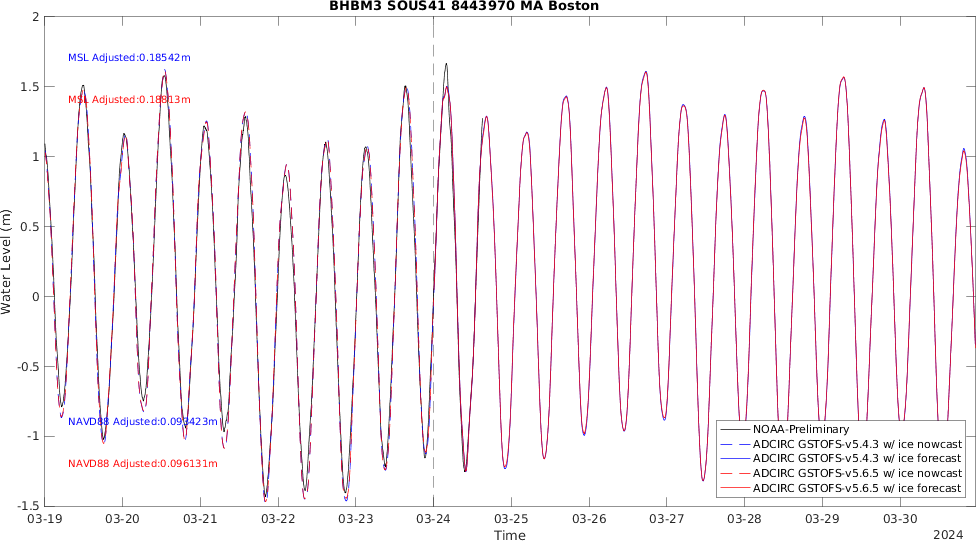 BHBM3 SOUS41 8443970 MA Boston
2
1.5
1
0.5
0
-0.5
-1
-1.5
Water Level (m)
MSL Adjusted:0.18542m
MSL Adjusted:0.18813m
NAVD88 Adjusted:0.093423m
NAVD88 Adjusted:0.096131m
NOAA-Preliminary
ADCIRC GSTOFS-v5.4.3 w/ ice nowcast
ADCIRC GSTOFS-v5.4.3 w/ ice forecast
ADCIRC GSTOFS-v5.6.5 w/ ice nowcast
ADCIRC GSTOFS-v5.6.5 w/ ice forecast
03-19 03-20 03-21 03-22 03-23 03-24 03-25 03-26 03-27 03-28 03-29 03-30
Time
2024